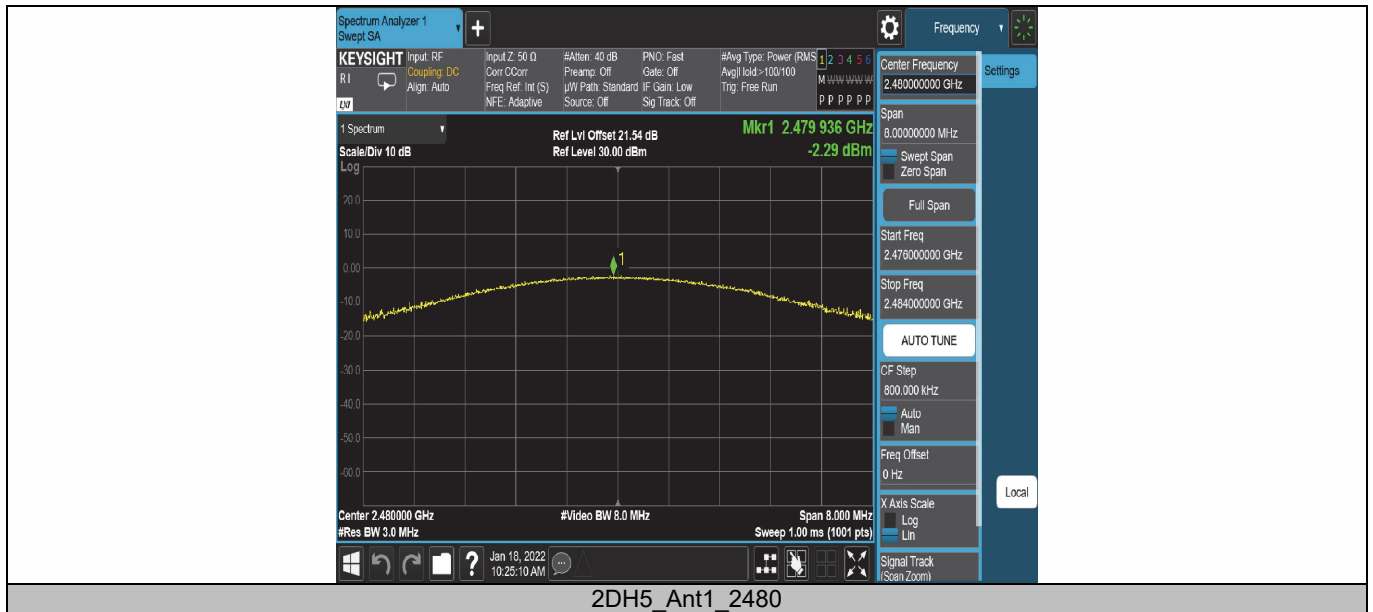 Spectrum Analyzer 1
Swept SA
+
Frequency
KEYSIGHT
RI
LXI
Input: RF
Coupling: DC
Align: Auto
Input Z: 50 Ω
Corr CCorr
Freq Ref: Int (S)
NFE: Adaptive
#Atten: 40 dB
Preamp: Off
µW Path: Standard
Source: Off
PNO: Fast
Gate: Off
IF Gain: Low
Sig Track: Off
#Avg Type: Power (RMS
Avg|Hold:>100/100
Trig: Free Run
1 2 3 4 5 6
M W W W W W
P P P P P P
1 Spectrum
Scale/Div 10 dB
Log
Ref Lvl Offset 21.54 dB
Ref Level 30.00 dBm
Mkr1 2.479 936 GHz
-2.29 dBm
20.0
10.0
0.00
-10.0
-20.0
-30.0
-40.0
-50.0
-60.0
1
Center 2.480000 GHz
#Res BW 3.0 MHz
#Video BW 8.0 MHz
Span 8.000 MHz
Sweep 1.00 ms (1001 pts)
?
Jan 18, 2022
10:25:10 AM
Center Frequency
2.480000000 GHz
Span
8.00000000 MHz
Swept Span
Zero Span
Full Span
Start Freq
2.476000000 GHz
Stop Freq
2.484000000 GHz
AUTO TUNE
CF Step
800.000 kHz
Auto
Man
Freq Offset
0 Hz
X Axis Scale
Log
Lin
Signal Track
(Span Zoom)
Settings
Local
2DH5_Ant1_2480